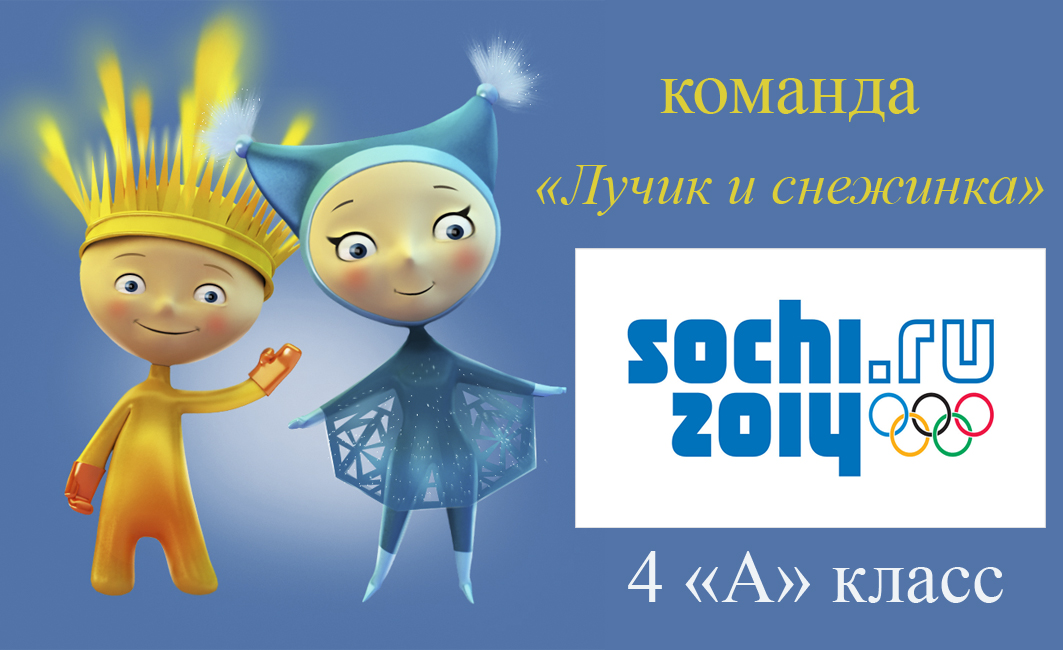 команда
«Лучик и снежинка»
sochi.ru
2014
4 «А» класс